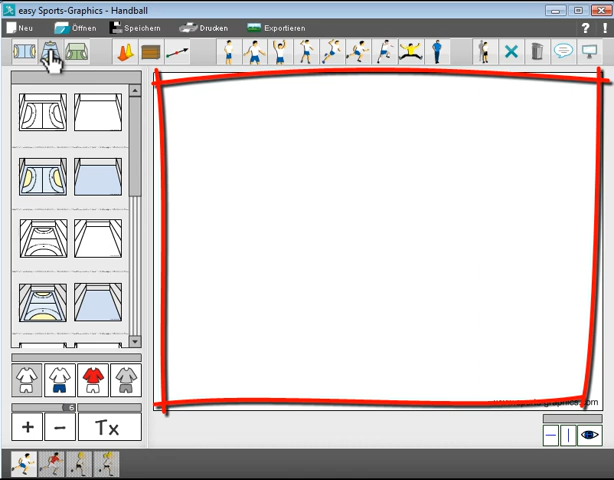 easy Sports-Graphics - Handball
Neu Öffnen Speichern Drucken Exportieren ? !
+ - Tx